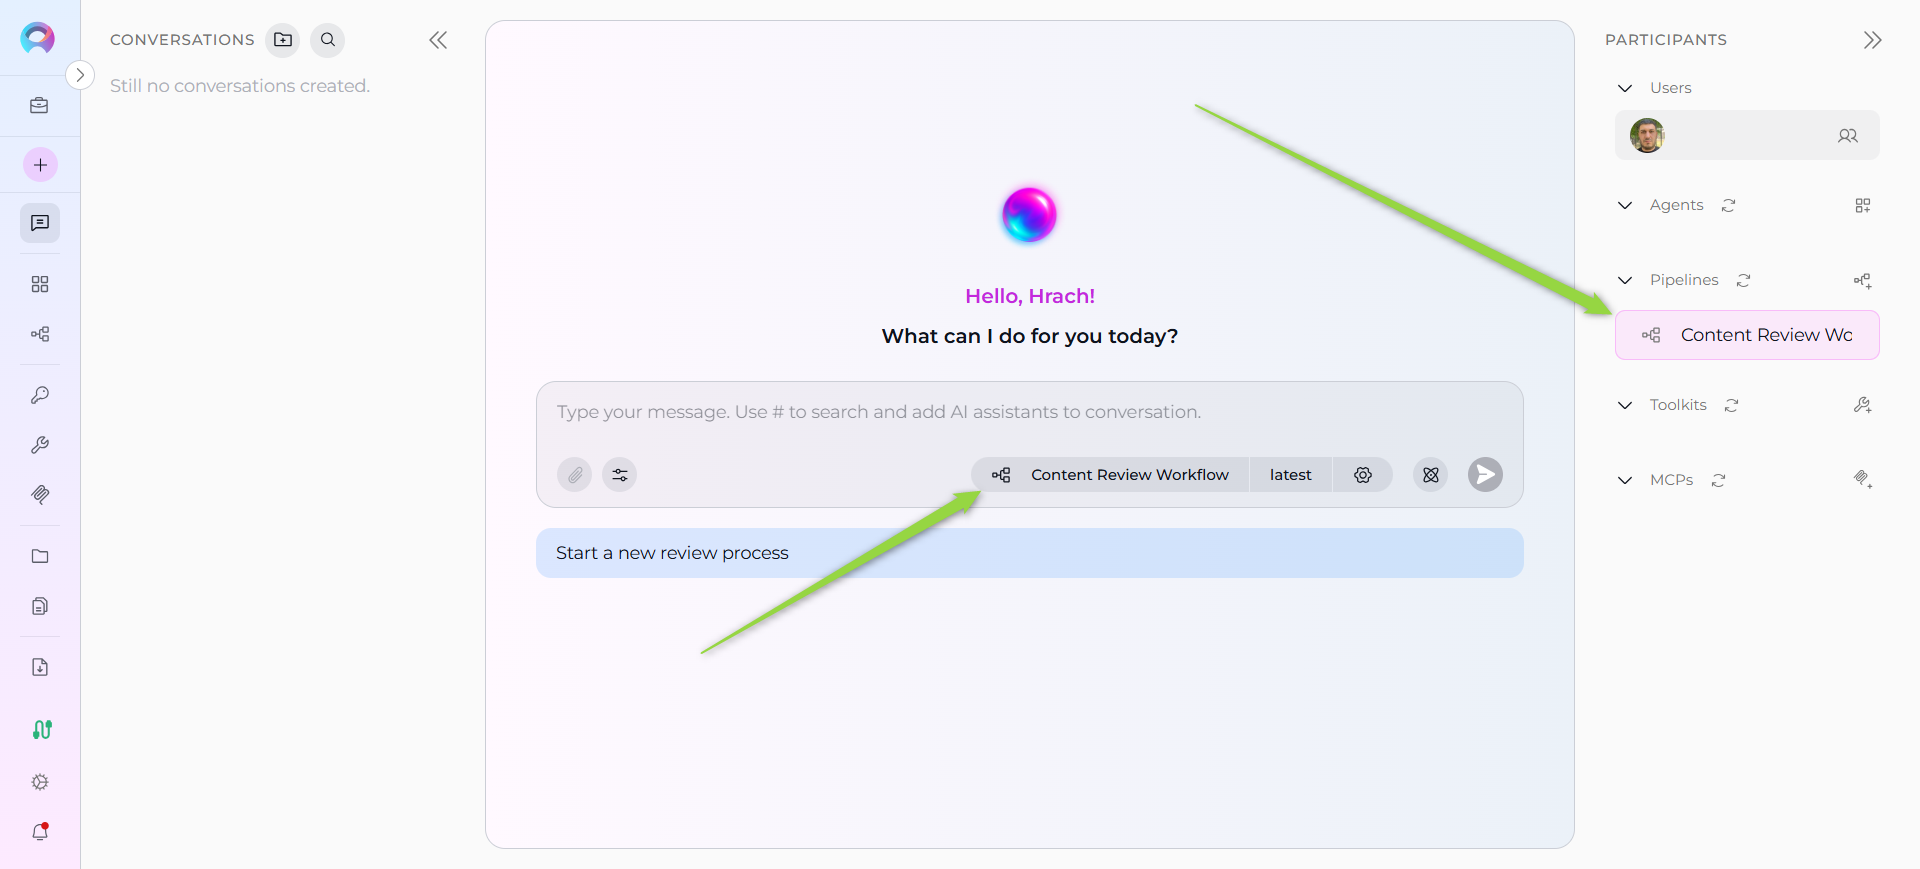 CONVERSATIONS
Still no conversations created.
Hello, Hrach!
What can I do for you today?
Type your message. Use # to search and add AI assistants to conversation.
Content Review Workflow
latest
Start a new review process
PARTICIPANTS
Users
Agents
Pipelines
Content Review Wo
Toolkits
MCPs